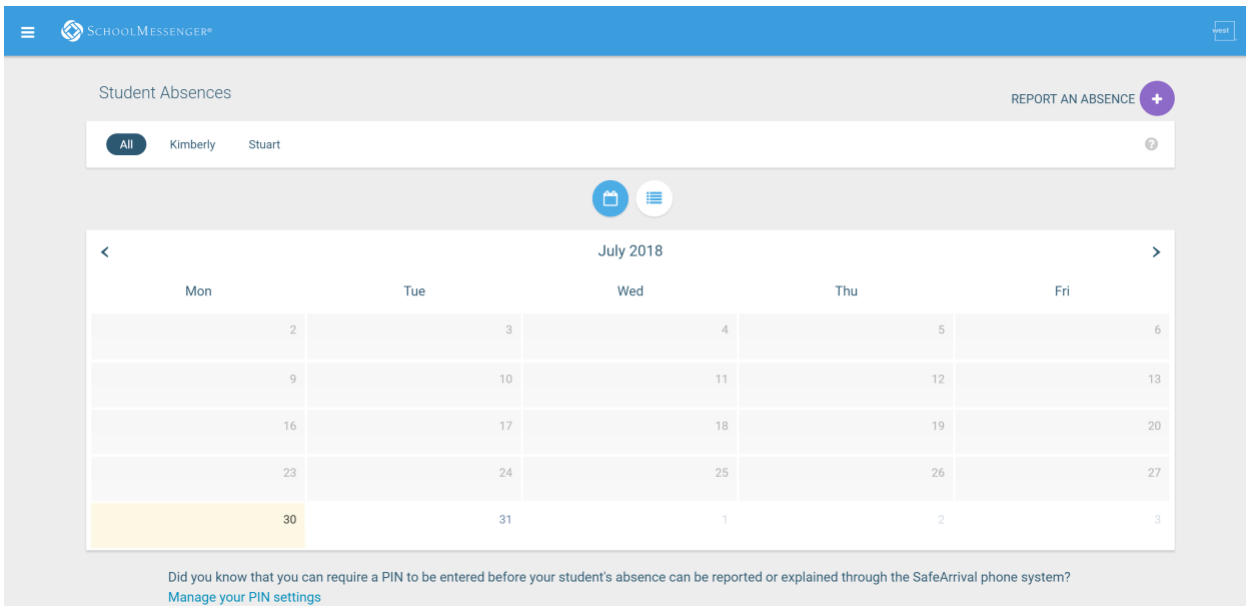 SCHOOLMESSENGER®
west
Student Absences
REPORT AN ABSENCE +
All Kimberly Stuart ?
July 2018
Mon Tue Wed Thu Fri
2 3 4 5 6
9 10 11 12 13
16 17 18 19 20
23 24 25 26 27
30 31 1 2 3
Did you know that you can require a PIN to be entered before your student's absence can be reported or explained through the SafeArrival phone system?
Manage your PIN settings